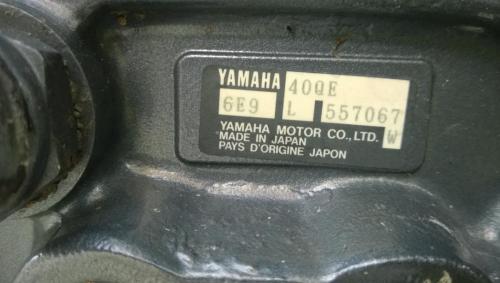 YAMAHA 40QE
6E9 L 557067
YAMAHA MOTOR CO., LTD. W
MADE IN JAPAN
PAYS D'ORIGINE JAPON